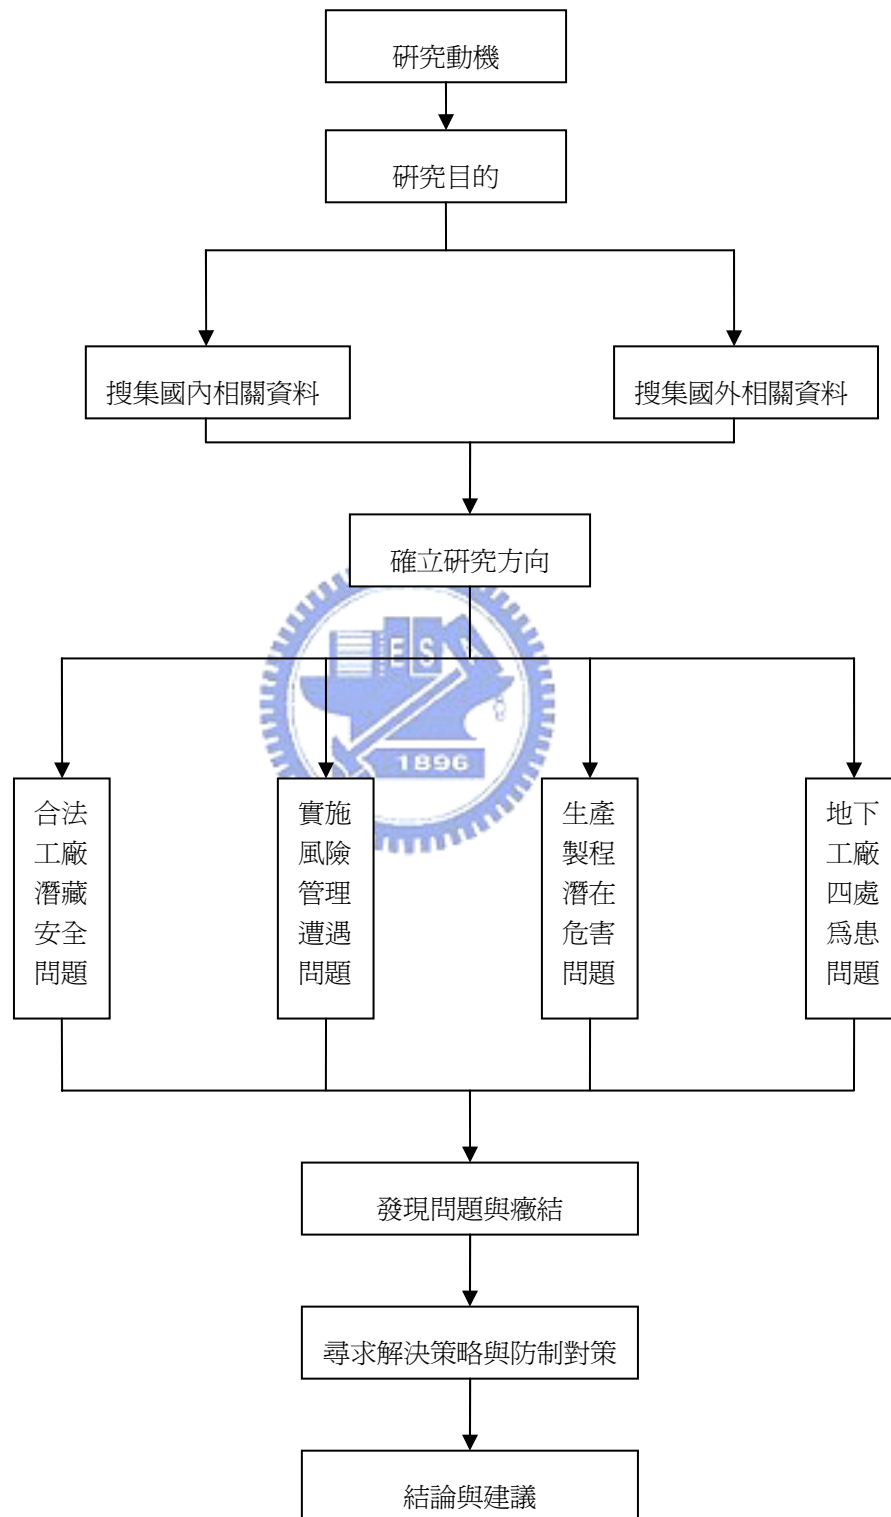 研究動機
研究目的
搜集國內相關資料
搜集國外相關資料
確立研究方向
ES
1896
合法
工廠
潛藏
安全
問題
實施
風險
管理
遭遇
問題
生產
製程
潛在
危害
問題
地下
工廠
四處
為患
問題
發現問題與癥結
尋求解決策略與防制對策
結論與建議